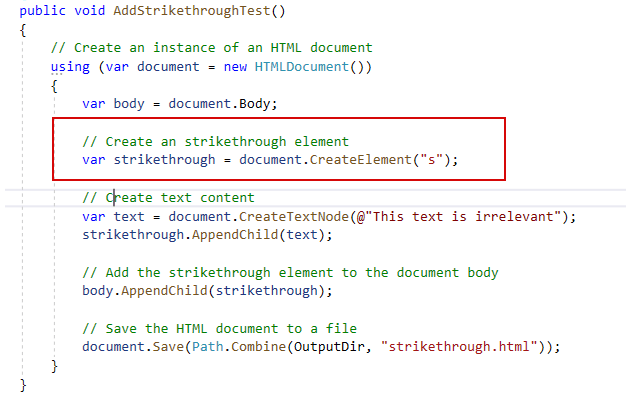 public void AddStrikethroughTest()
{
// Create an instance of an HTML document
using (var document = new HTMLDocument())
{
var body = document.Body;
// Create an strikethrough element
var strikethrough = document.CreateElement("s");
// Create text content
var text = document.CreateTextNode(@"This text is irrelevant");
strikethrough.AppendChild(text);
// Add the strikethrough element to the document body
body.AppendChild(strikethrough);
// Save the HTML document to a file
document.Save(Path.Combine(OutputDir, "strikethrough.html"));
}
}